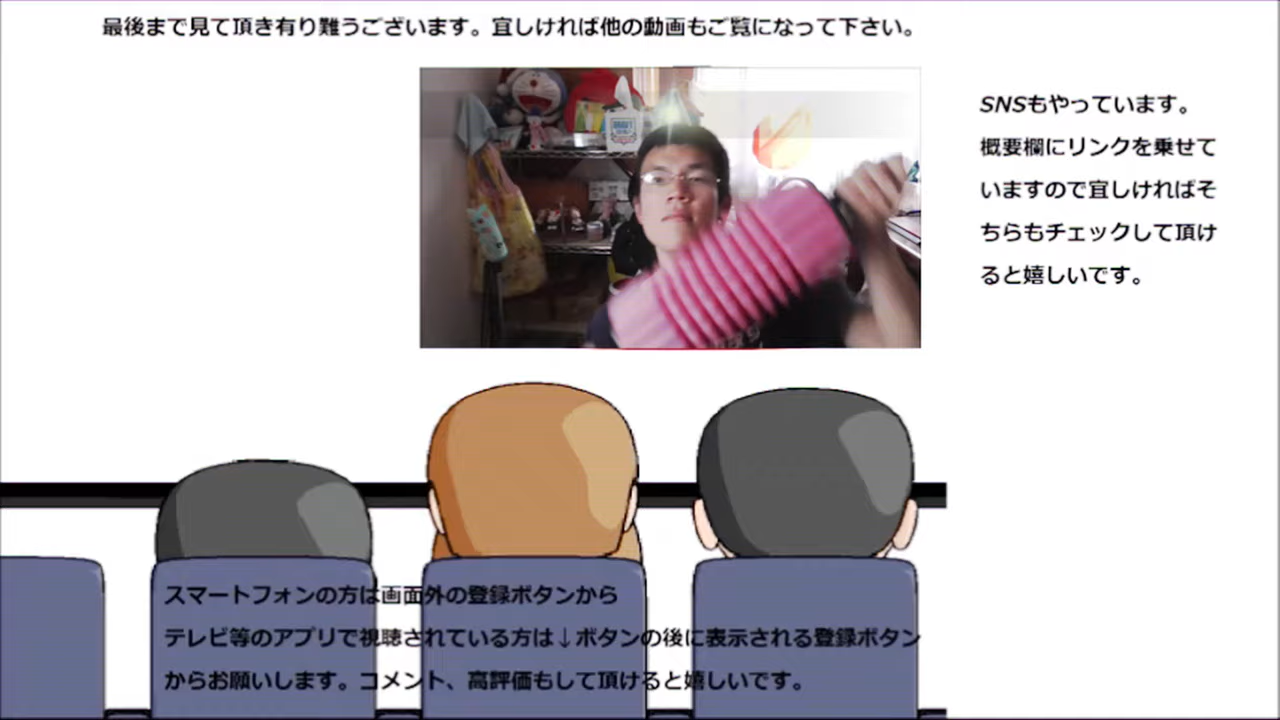 最後まで見て頂き有り難うございます。宜しければ他の動画もご覧になって下さい。
SNSもやっています。
概要欄にリンクを乗せて
いますので宜しければそ
ちらもチェックして頂け
ると嬉しいです。
スマートフォンの方は画面外の登録ボタンから
テレビ等のアプリで視聴されている方は↓ボタンの後に表示される登録ボタン
からお願いします。コメント、高評価もして頂けると嬉しいです。